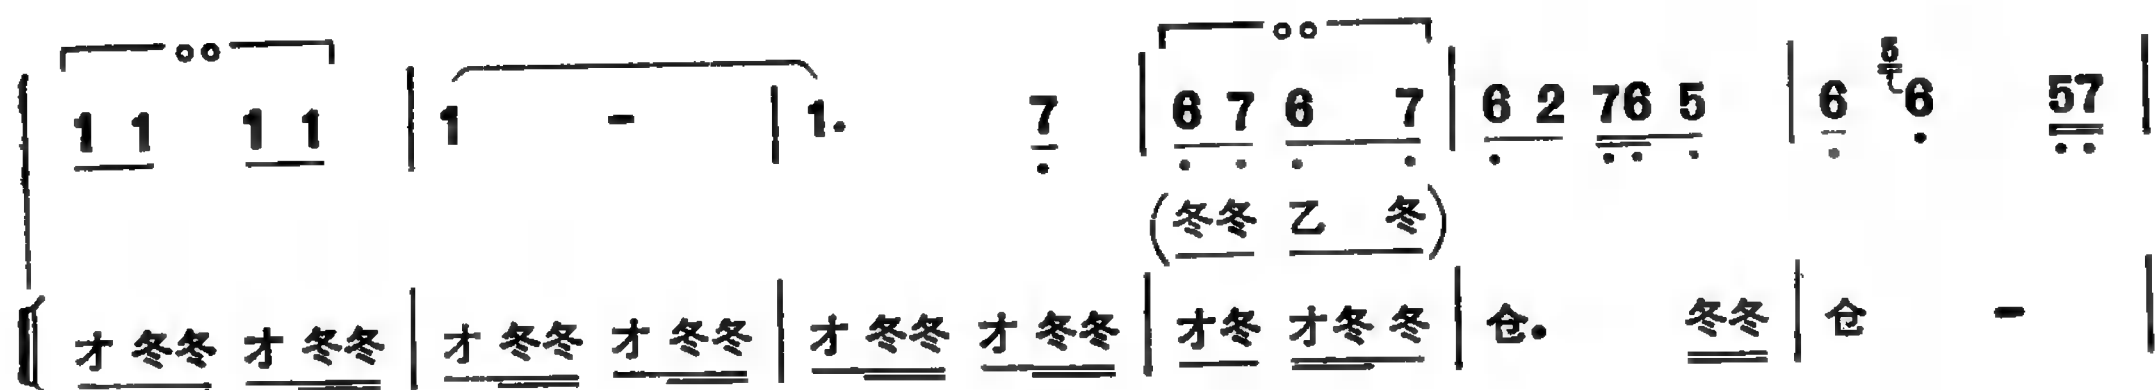 1 1 1 1 | 1 - | 1. 7 | 6 7 6 7 | 6 2 76 5 | 6 5 6 57 |
(冬冬 乙 冬)
才 冬冬 才 冬冬 | 才 冬冬 才 冬冬 | 才 冬冬 才 冬冬 | 才冬 才冬 冬 | 仓. 冬冬 | 仓 - |